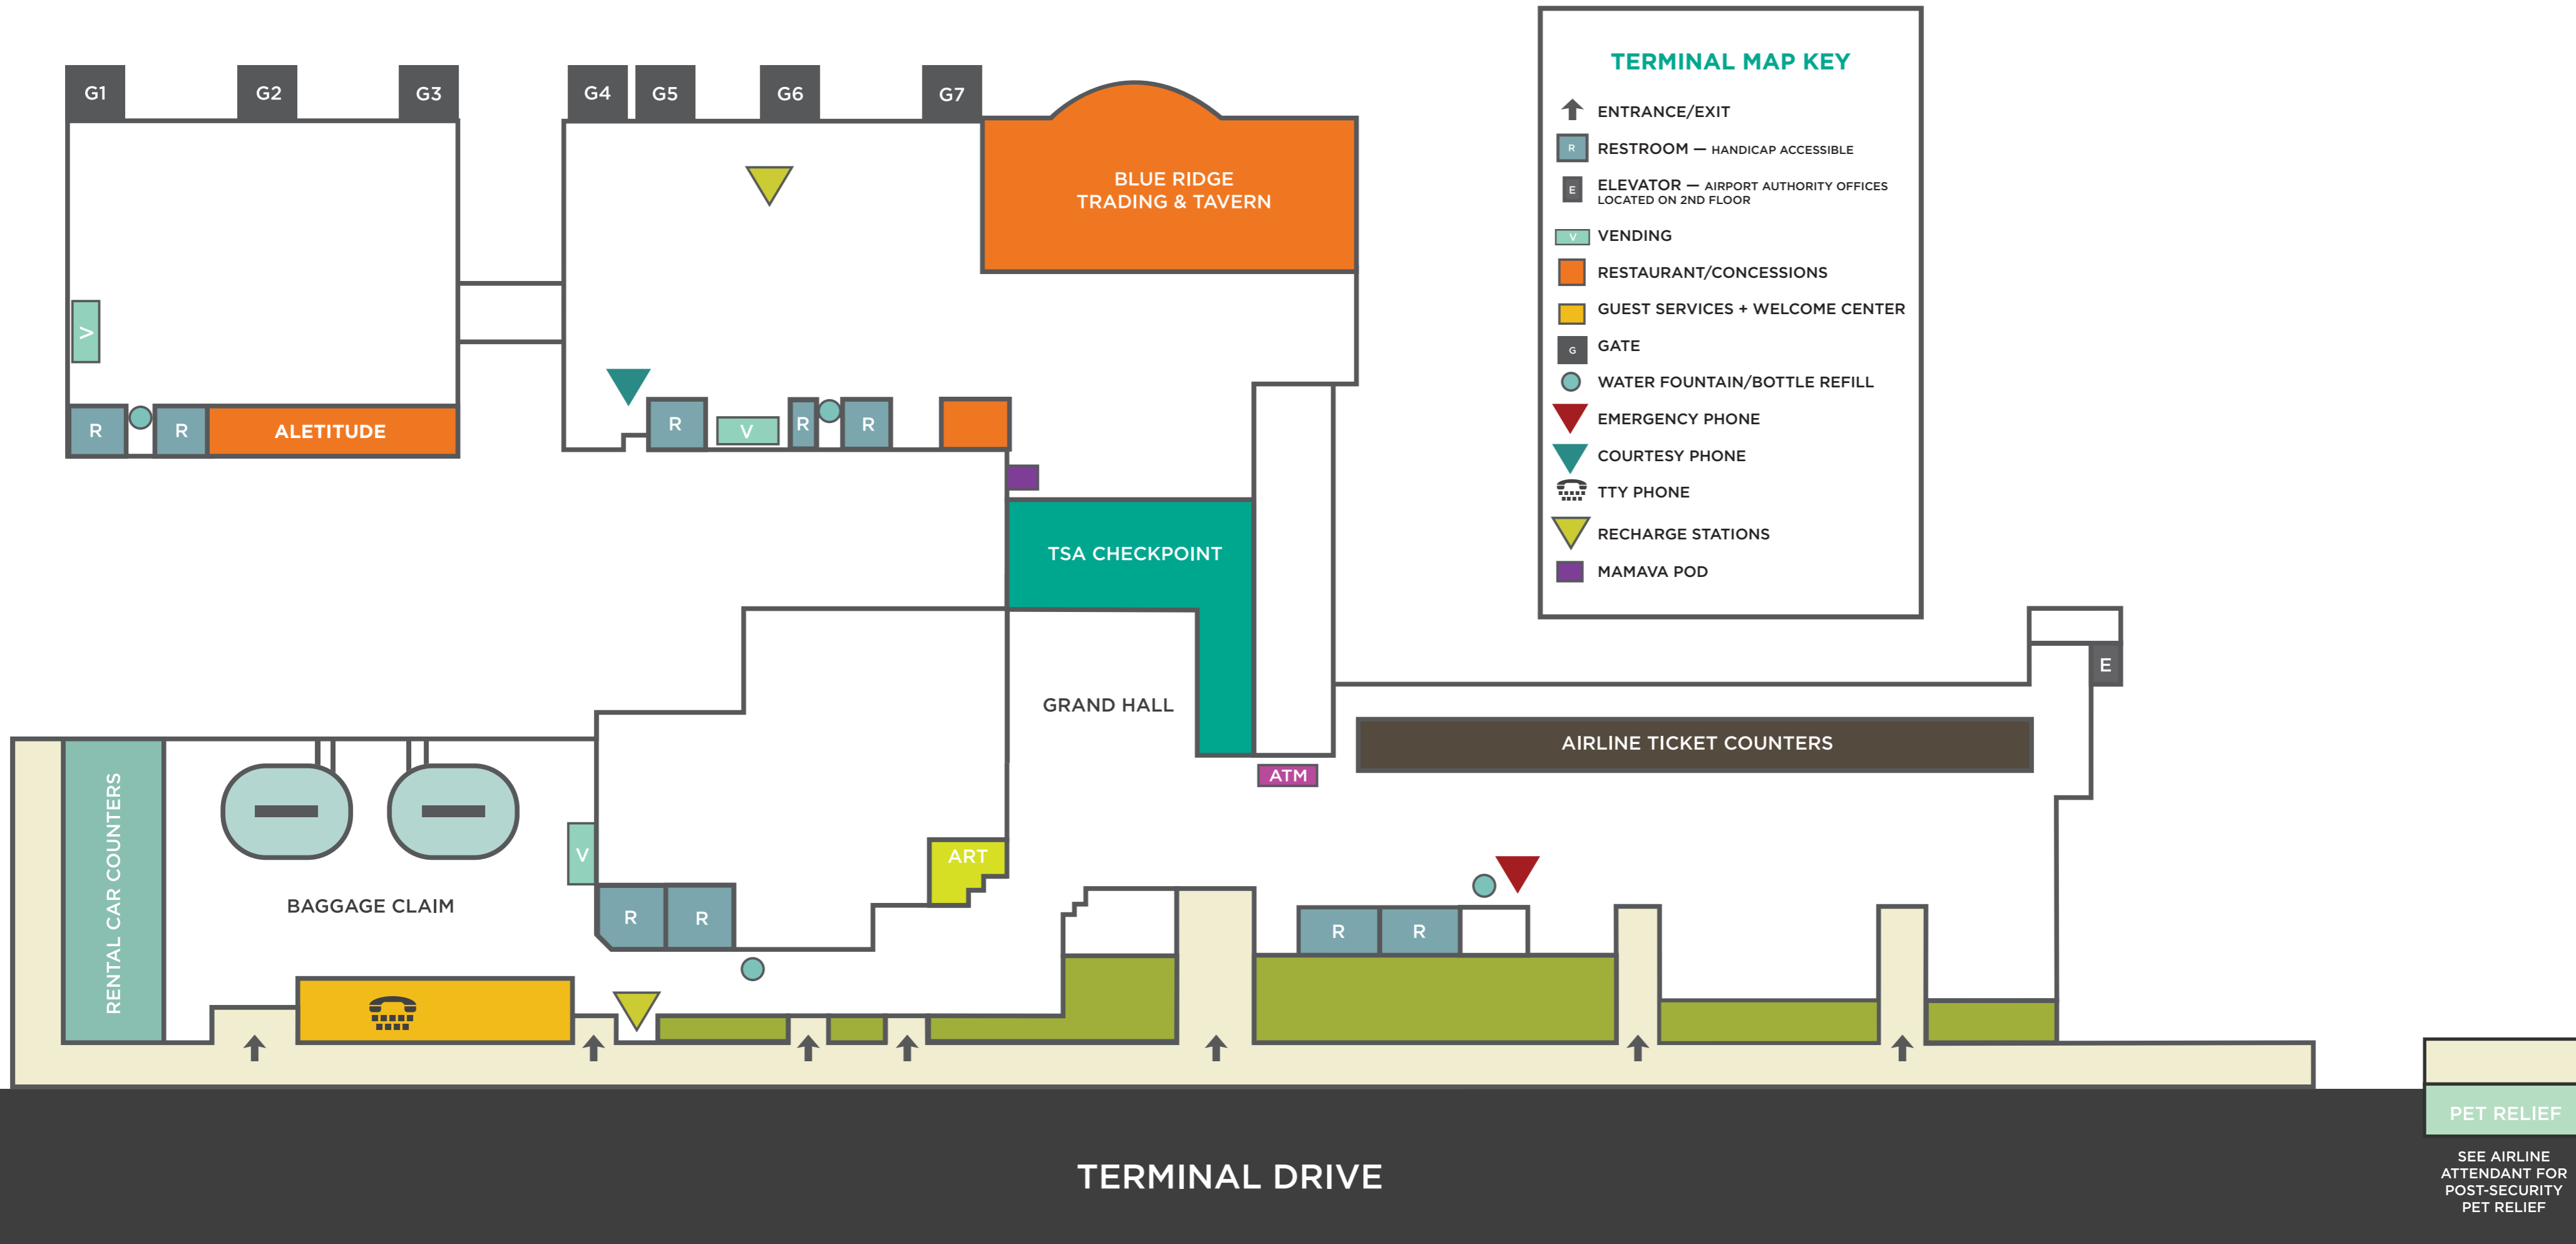 TERMINAL MAP KEY
ENTRANCE/EXIT
R RESTROOM — HANDICAP ACCESSIBLE
E ELEVATOR — AIRPORT AUTHORITY OFFICES
LOCATED ON 2ND FLOOR
V VENDING
RESTAURANT/CONCESSIONS
GUEST SERVICES + WELCOME CENTER
G GATE
WATER FOUNTAIN/BOTTLE REFILL
EMERGENCY PHONE
COURTESY PHONE
TTY PHONE
RECHARGE STATIONS
MAMAVA POD
G1 G2 G3 G4 G5 G6 G7
BLUE RIDGE
TRADING & TAVERN
V
R R ALETITUDE
R V R R
TSA CHECKPOINT
GRAND HALL
E
AIRLINE TICKET COUNTERS
ATM
RENTAL CAR COUNTERS
V
ART
BAGGAGE CLAIM
R R
R R
TERMINAL DRIVE
PET RELIEF
SEE AIRLINE
ATTENDANT FOR
POST-SECURITY
PET RELIEF